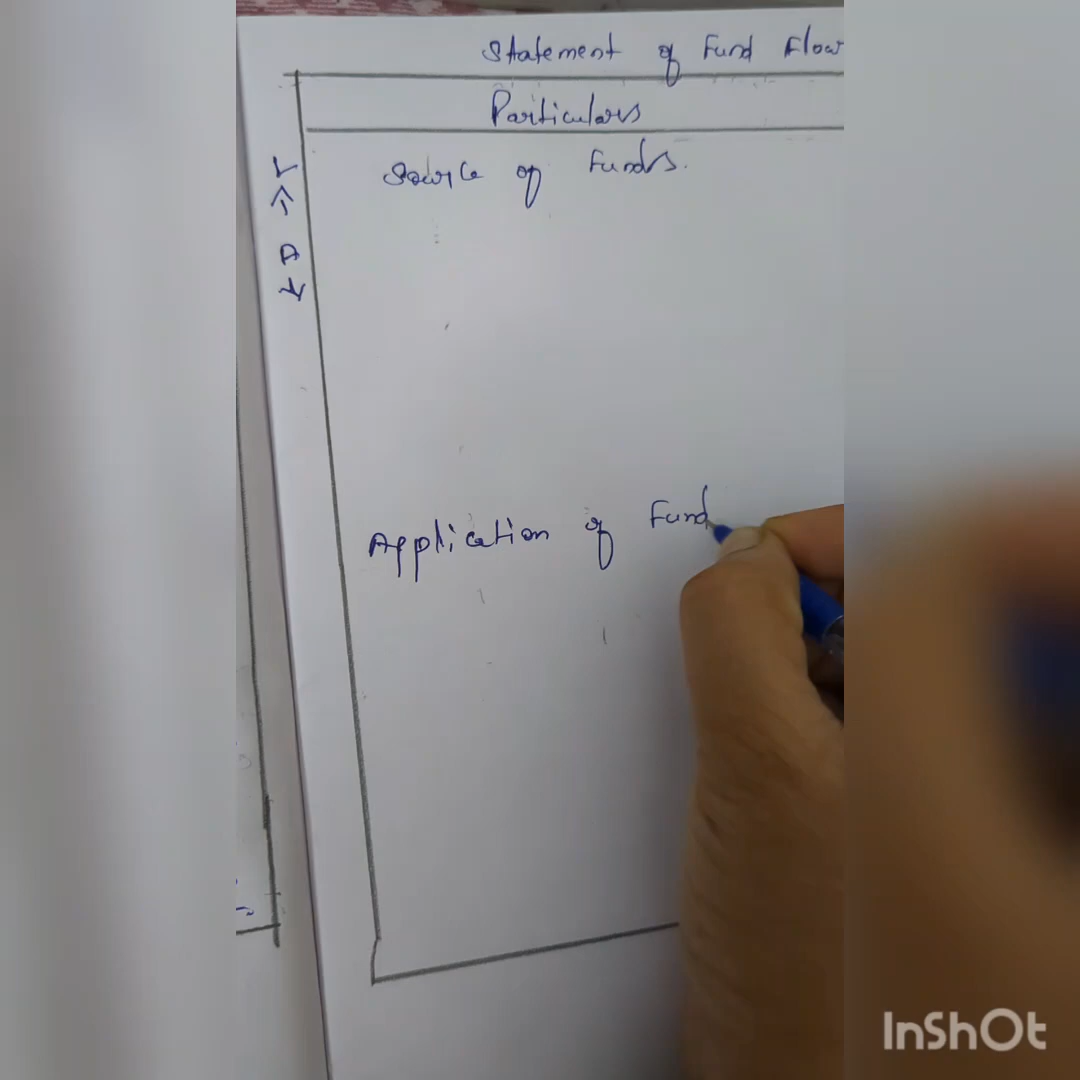 Statement of Fund Flow
Particulars
Source of Funds.
Application of Fund
InShOt